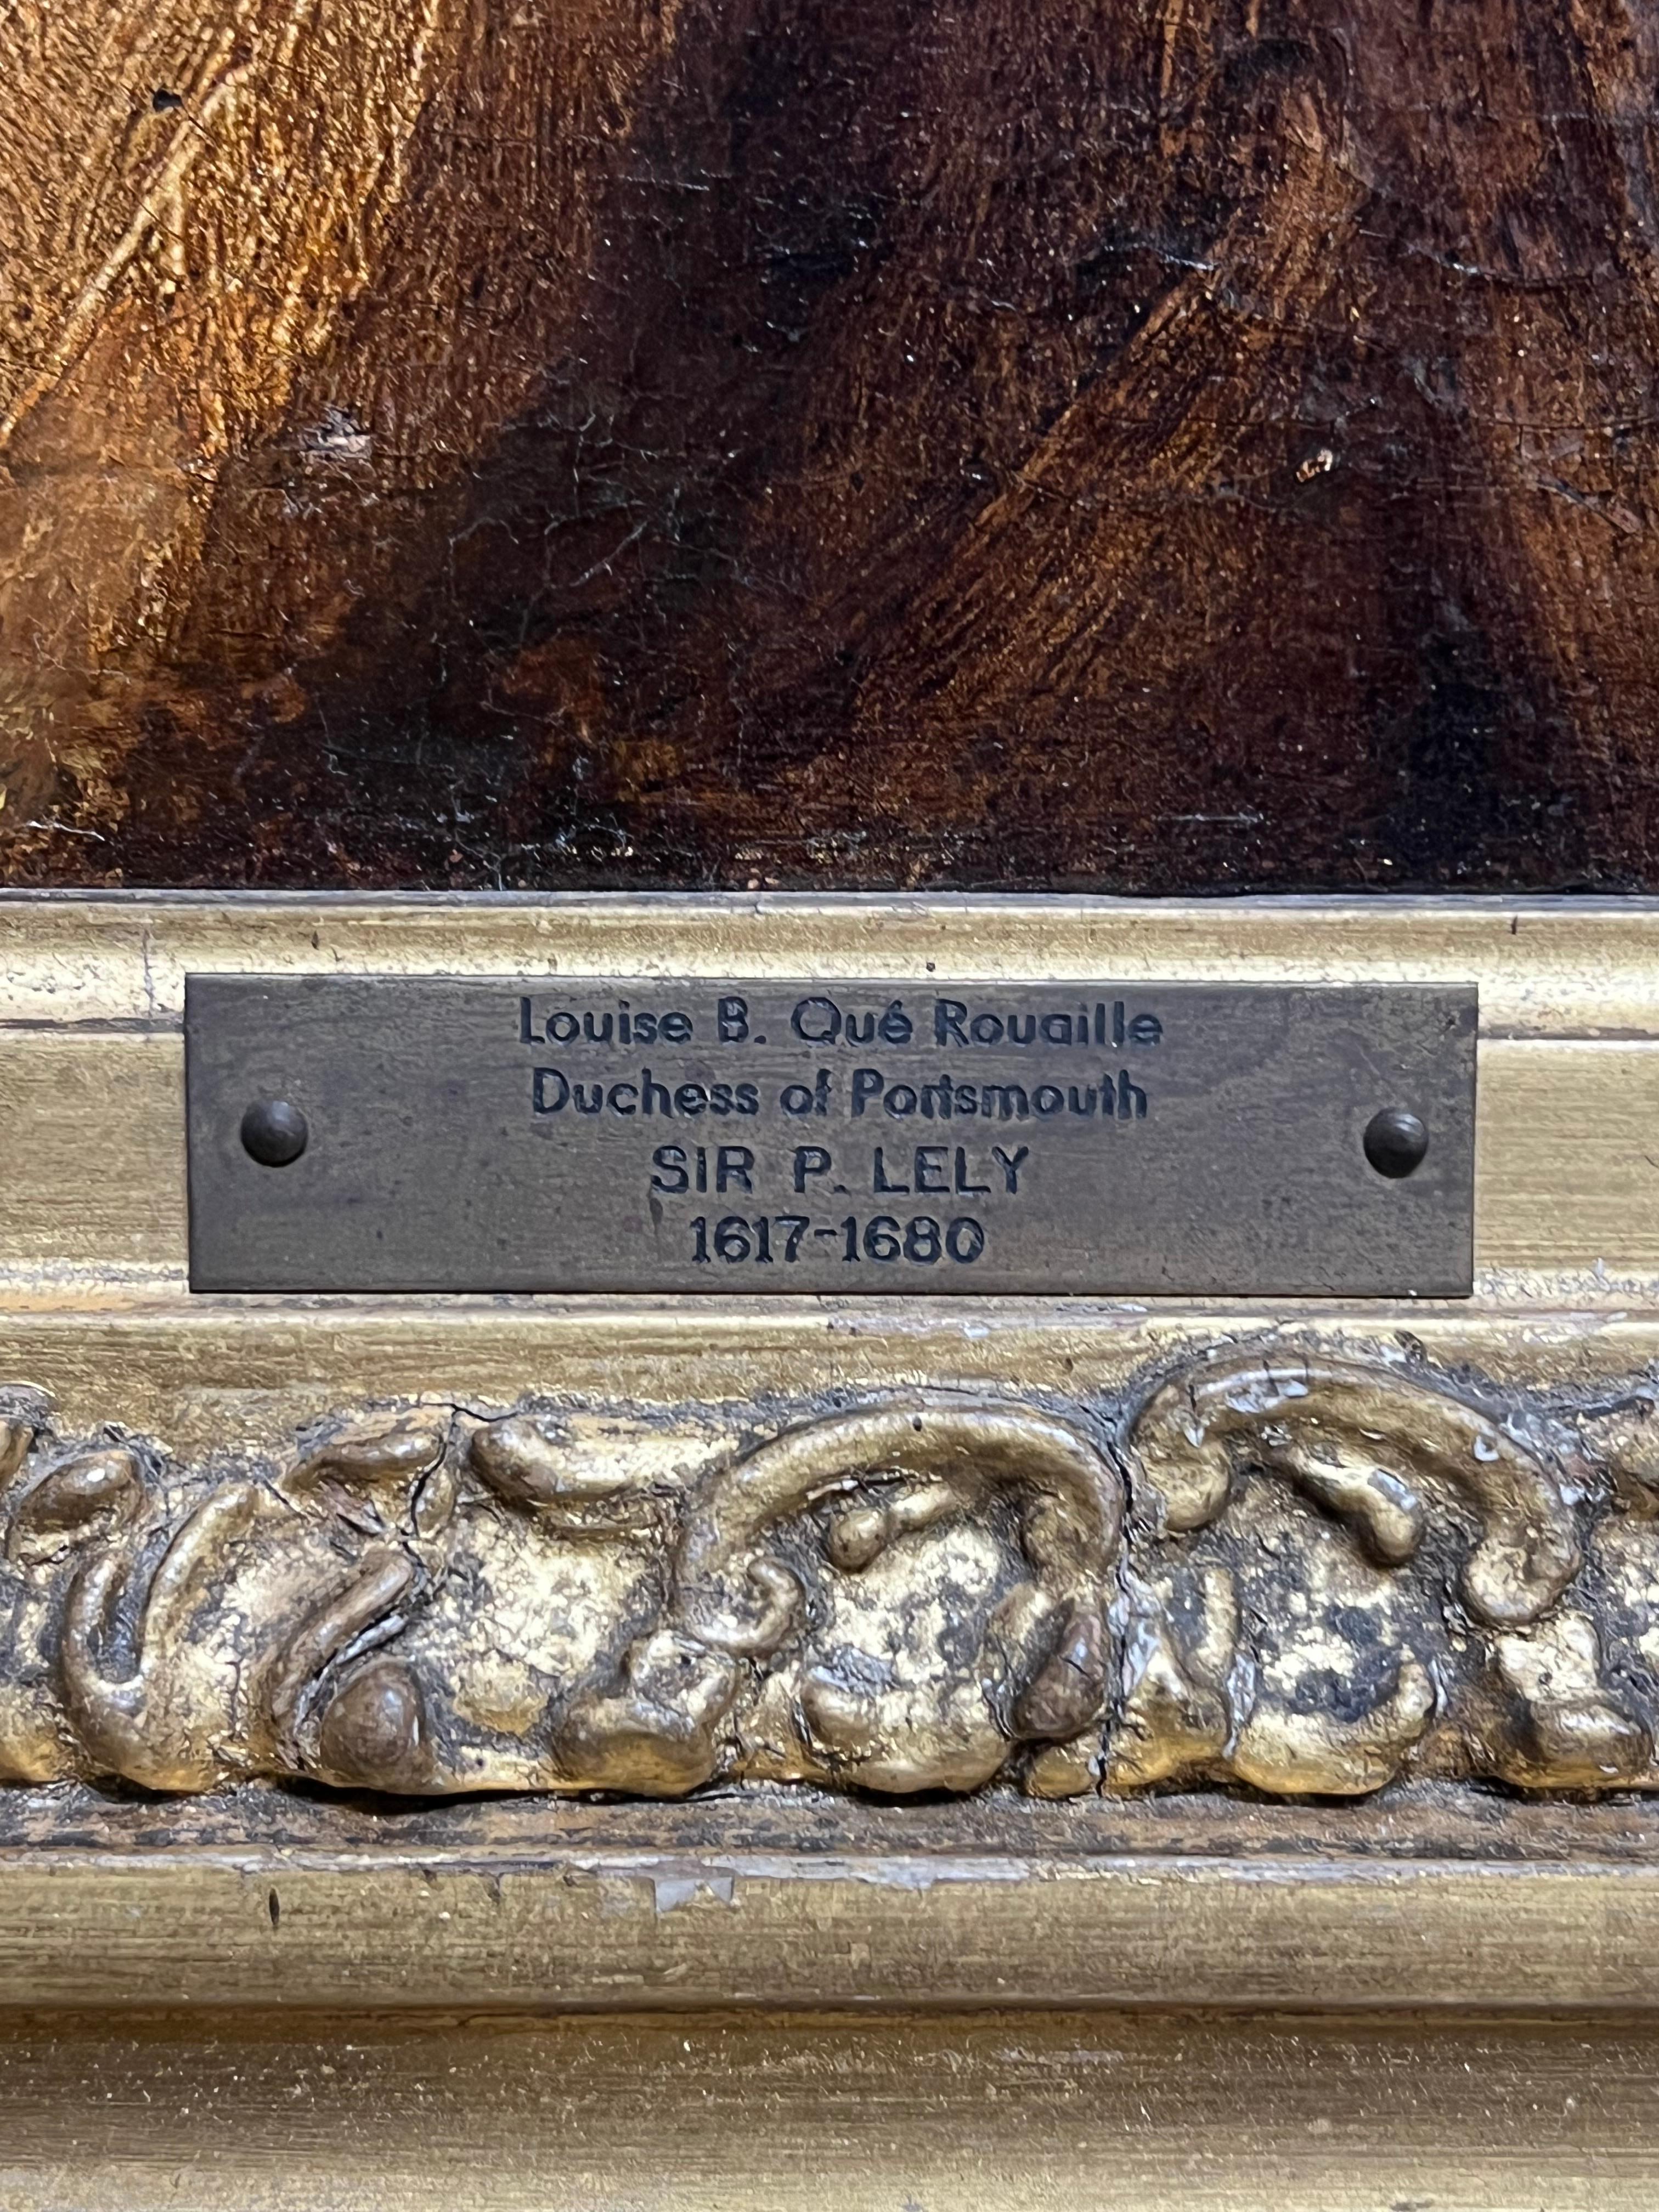 Louise B. Qué Rouaille
Duchess of Portsmouth
SIR P. LELY
1617-1680